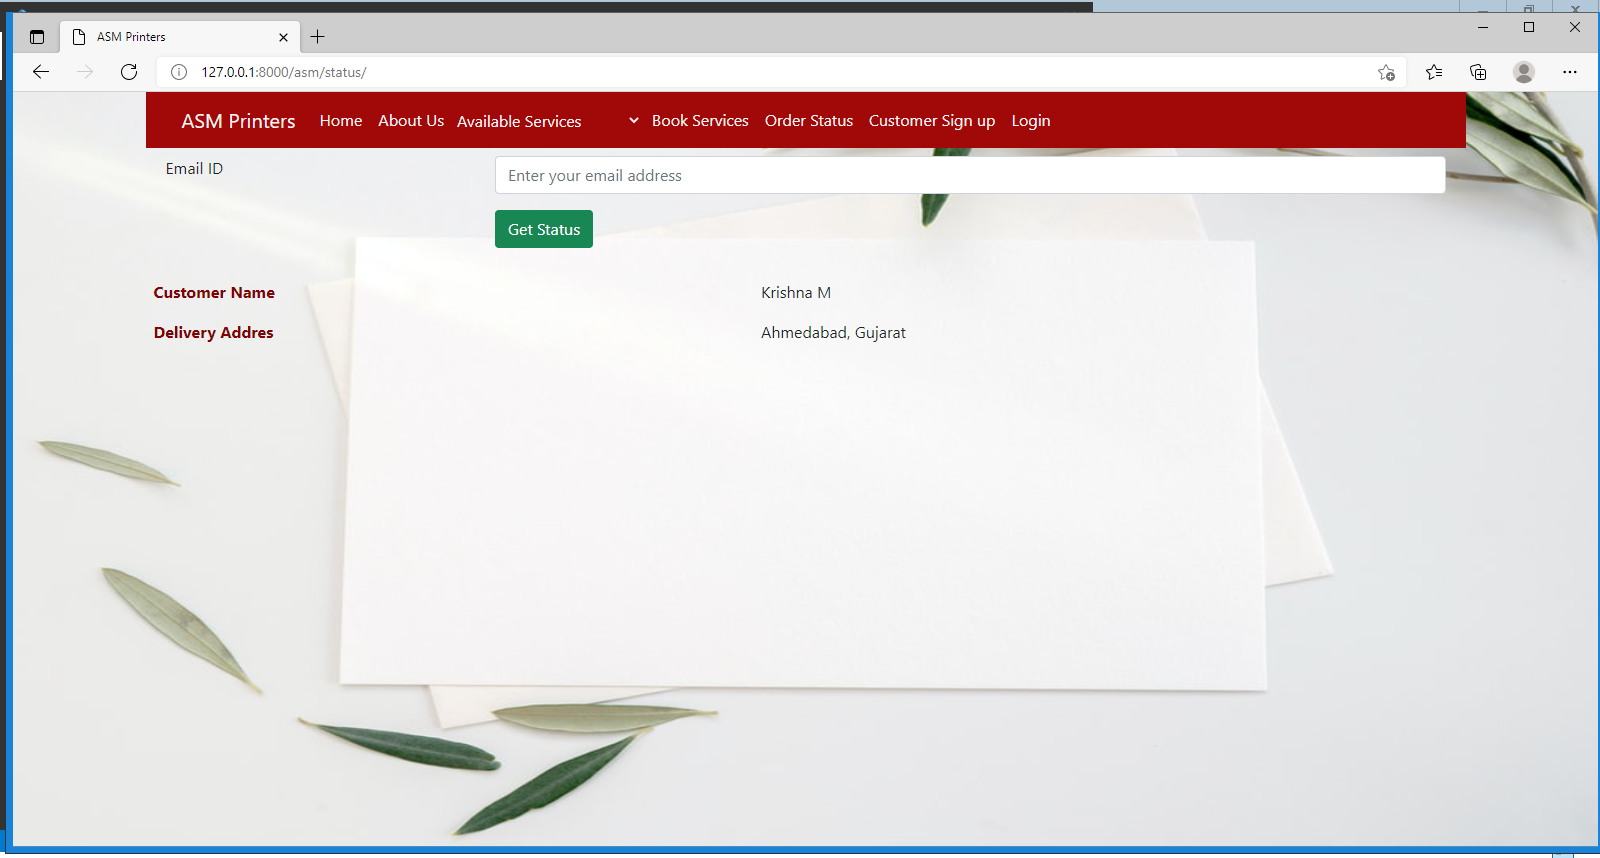 ASM Printers
127.0.0.1:8000/asm/status/
ASM Printers Home About Us Available Services Book Services Order Status Customer Sign up Login
Email ID Enter your email address
Get Status
Customer Name Krishna M
Delivery Addres Ahmedabad, Gujarat